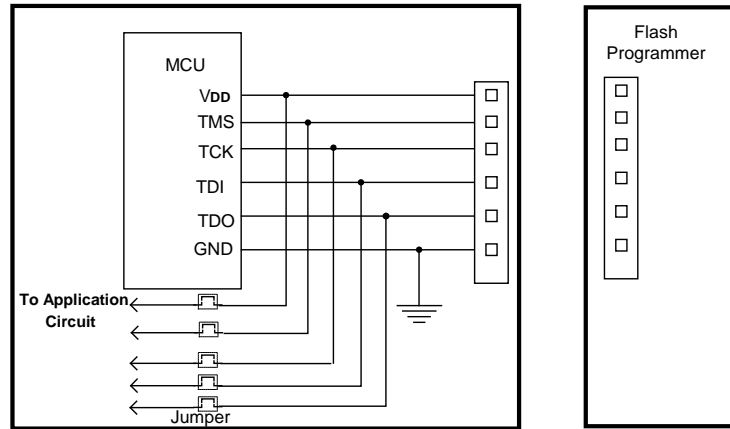 MCU
VDD
TMS
TCK
TDI
TDO
GND
To Application
Circuit
Jumper
Flash
Programmer